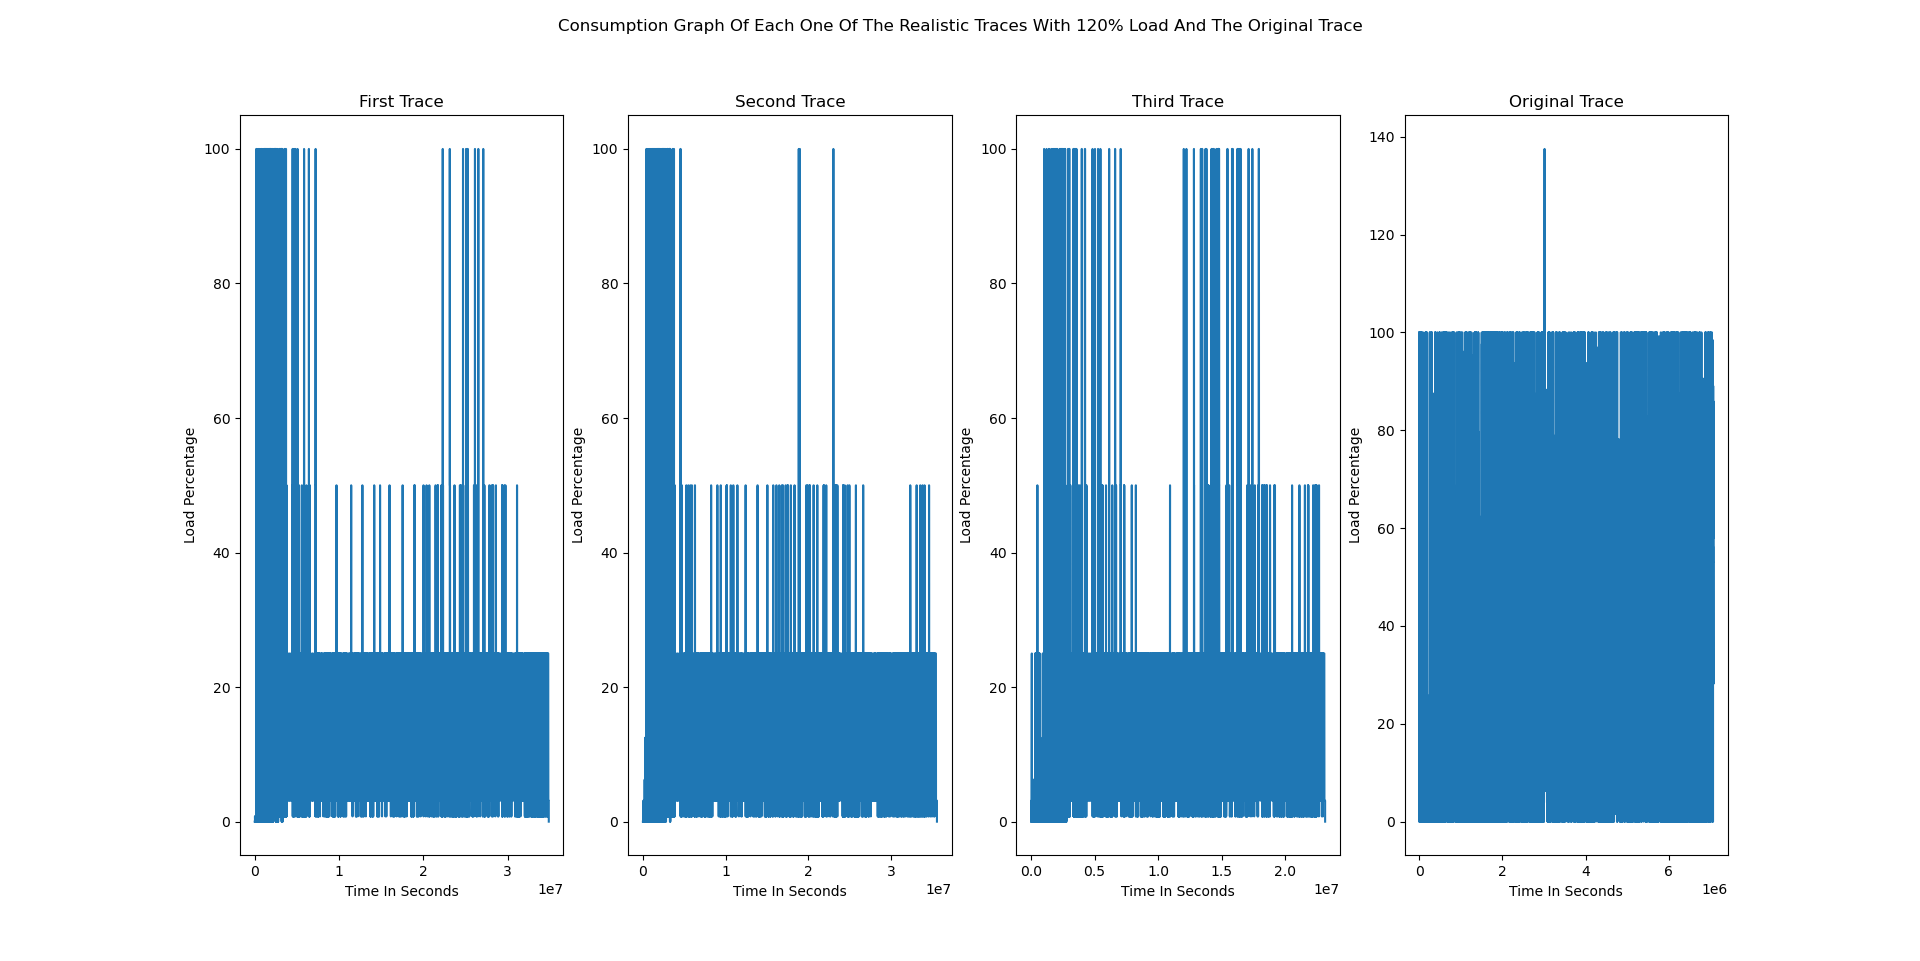 Consumption Graph Of Each One Of The Realistic Traces With 120% Load And The Original Trace
First Trace
100
80
60
40
20
0
Load Percentage
0 1 2 3
1e7
Time In Seconds
Second Trace
100
80
60
40
20
0
Load Percentage
0 1 2 3
1e7
Time In Seconds
Third Trace
100
80
60
40
20
0
Load Percentage
0.0 0.5 1.0 1.5 2.0
1e7
Time In Seconds
Original Trace
140
120
100
80
60
40
20
0
Load Percentage
0 2 4 6
1e6
Time In Seconds